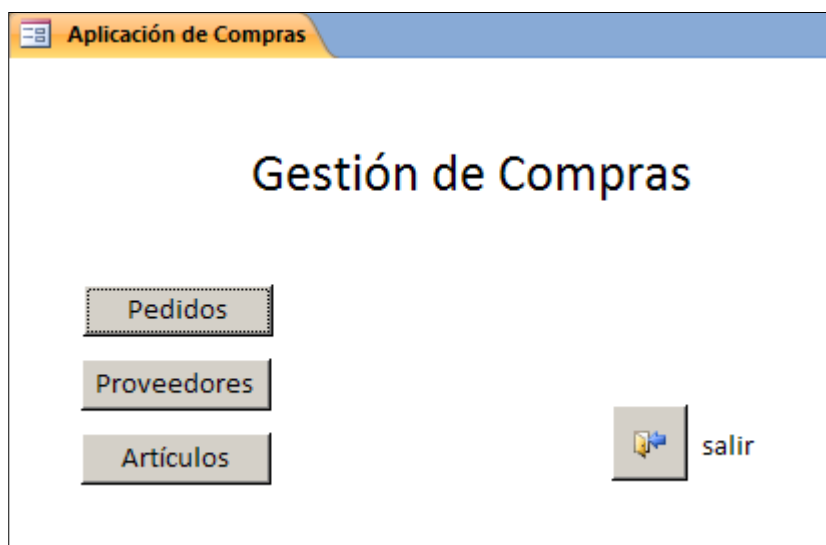 Aplicación de Compras
Gestión de Compras
Pedidos
Proveedores
Artículos
salir